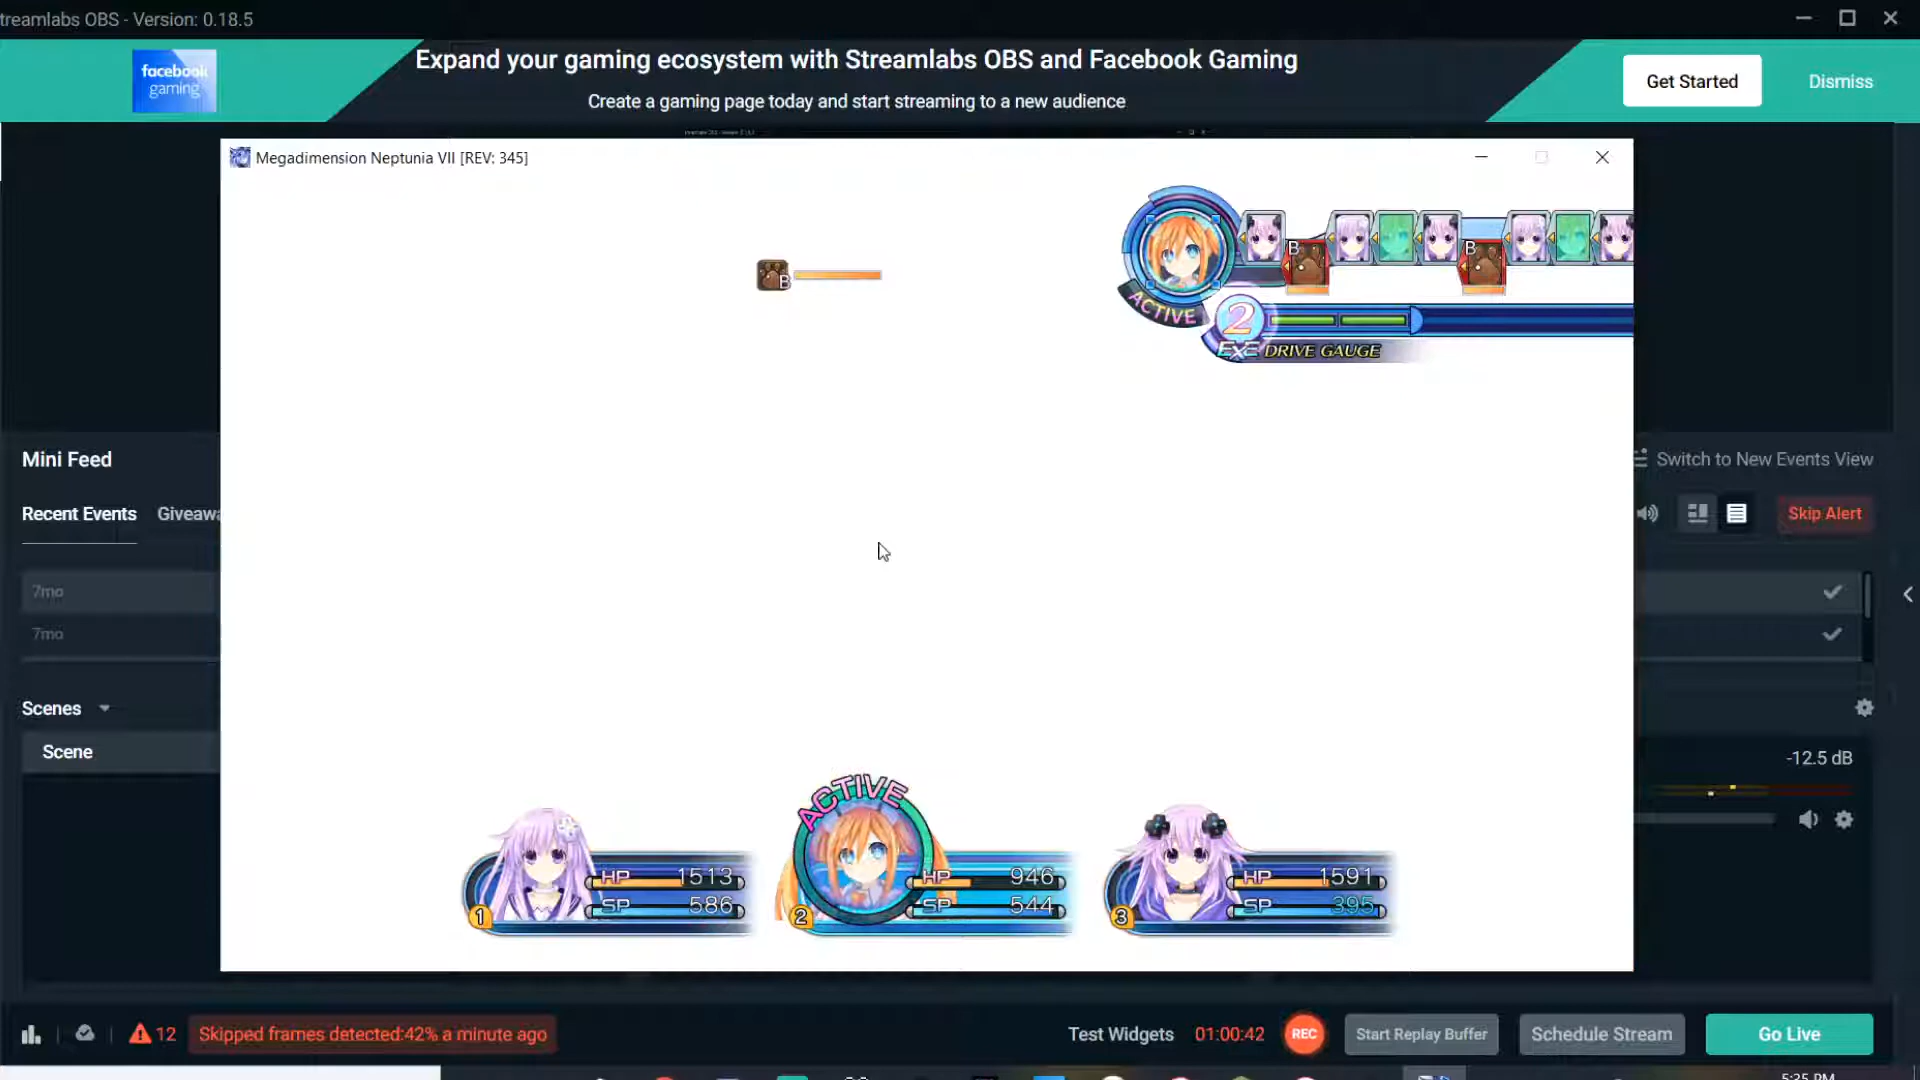 treamlabs OBS - Version: 0.18.5
facebook
gaming
Expand your gaming ecosystem with Streamlabs OBS and Facebook Gaming
Create a gaming page today and start streaming to a new audience
Get Started
Dismiss
Megadimension Neptunia VII [REV: 345]
B
B
B
ACTIVE
2
EXE DRIVE GAUGE
Mini Feed
Switch to New Events View
Recent Events
Giveawa
Skip Alert
7mo
7mo
Scenes
Scene
-12.5 dB
ACTIVE
HP 1513
SP 586
1
HP 946
SP 544
2
HP 1591
SP 395
3
12
Skipped frames detected:42% a minute ago
Test Widgets
01:00:42
REC
Start Replay Buffer
Schedule Stream
Go Live
5:35 PM